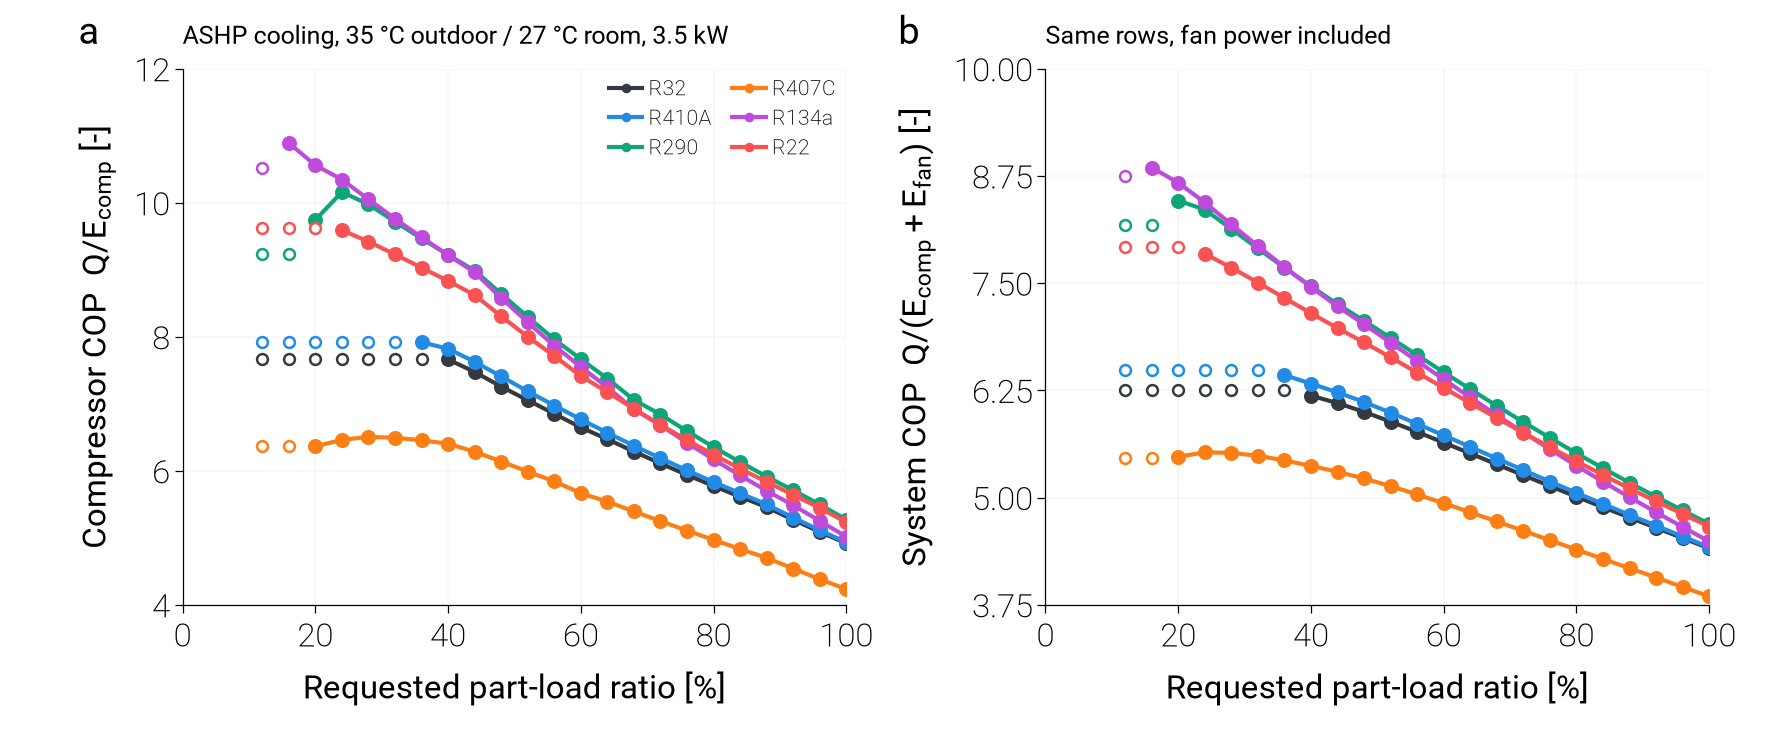 a
ASHP cooling, 35 °C outdoor / 27 °C room, 3.5 kW
Compressor COP Q/E_comp [-]
12
10
8
6
4
R32
R410A
R290
R407C
R134a
R22
0 20 40 60 80 100
Requested part-load ratio [%]
b
Same rows, fan power included
System COP Q/(E_comp + E_fan) [-]
10.00
8.75
7.50
6.25
5.00
3.75
0 20 40 60 80 100
Requested part-load ratio [%]